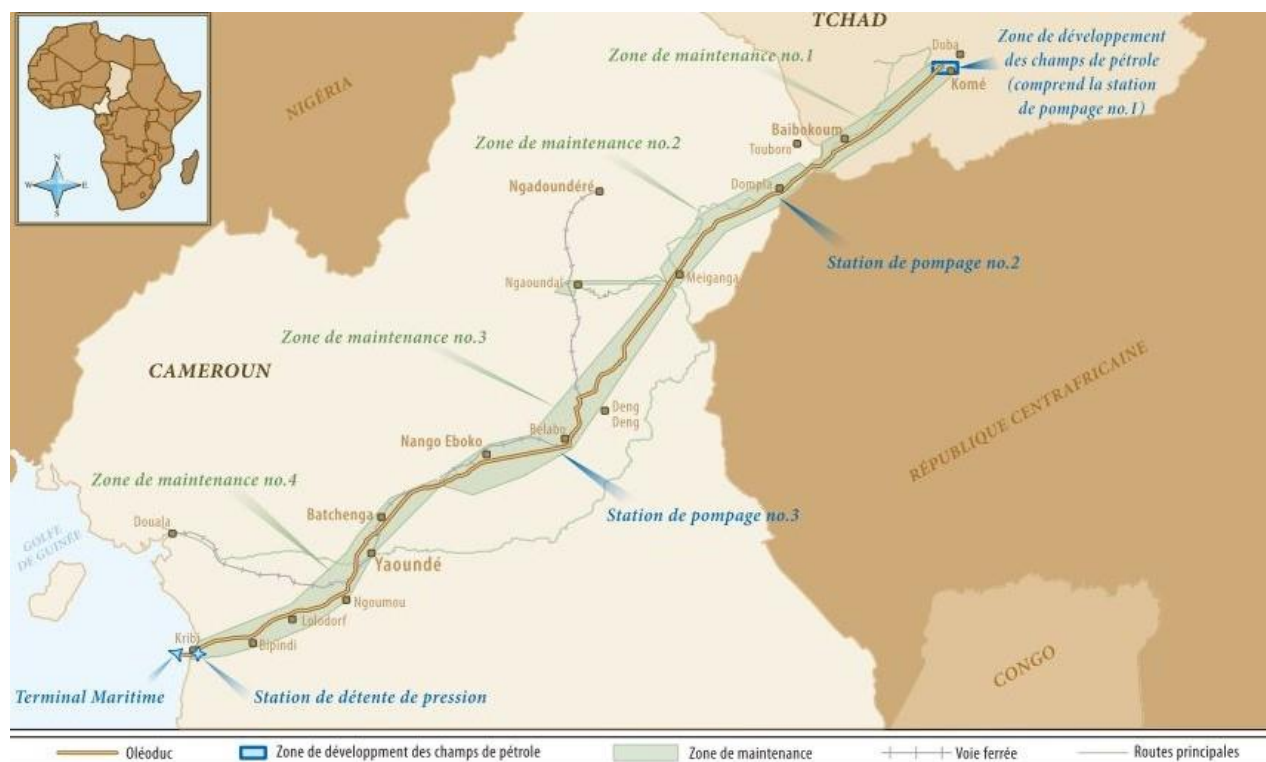 TCHAD
Zone de développement
des champs de pétrole
(comprend la station
de pompage no.1)
Duba
Komé
Zone de maintenance no.1
NIGÉRIA
N
W
E
S
Baibokoum
Touboro
Zone de maintenance no.2
Dompla
Ngadoundéré
Station de pompage no.2
Meiganga
Ngaoundal
Zone de maintenance no.3
CAMEROUN
RÉPUBLIQUE CENTRAFRICAINE
Deng
Deng
Bélabo
Nango Eboko
Zone de maintenance no.4
Station de pompage no.3
Batchenga
Douala
GOLFE
DE GUINÉE
Yaoundé
Ngoumou
Lolodorf
Kribi
Bipindi
CONGO
Terminal Maritime
Station de détente de pression
Oléoduc
Zone de développment des champs de pétrole
Zone de maintenance
Voie ferrée
Routes principales